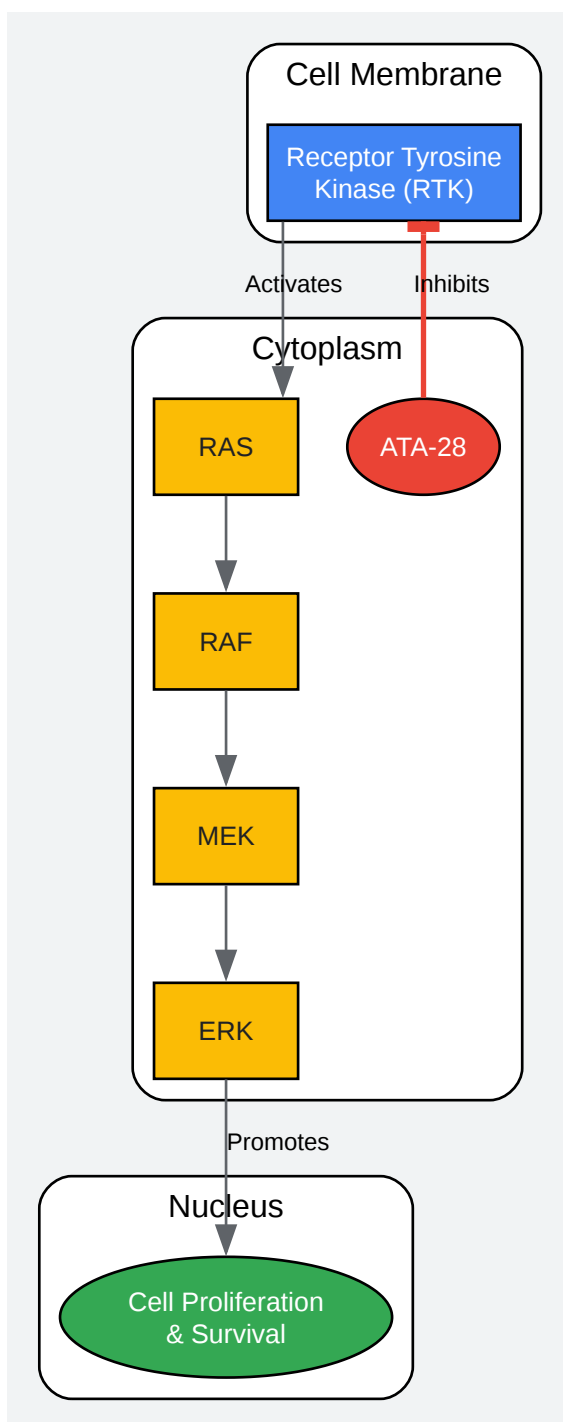 Cell Membrane
Receptor Tyrosine
Kinase (RTK)
Activates
Inhibits
Cytoplasm
RAS
ATA-28
RAF
MEK
ERK
Promotes
Nucleus
Cell Proliferation
& Survival